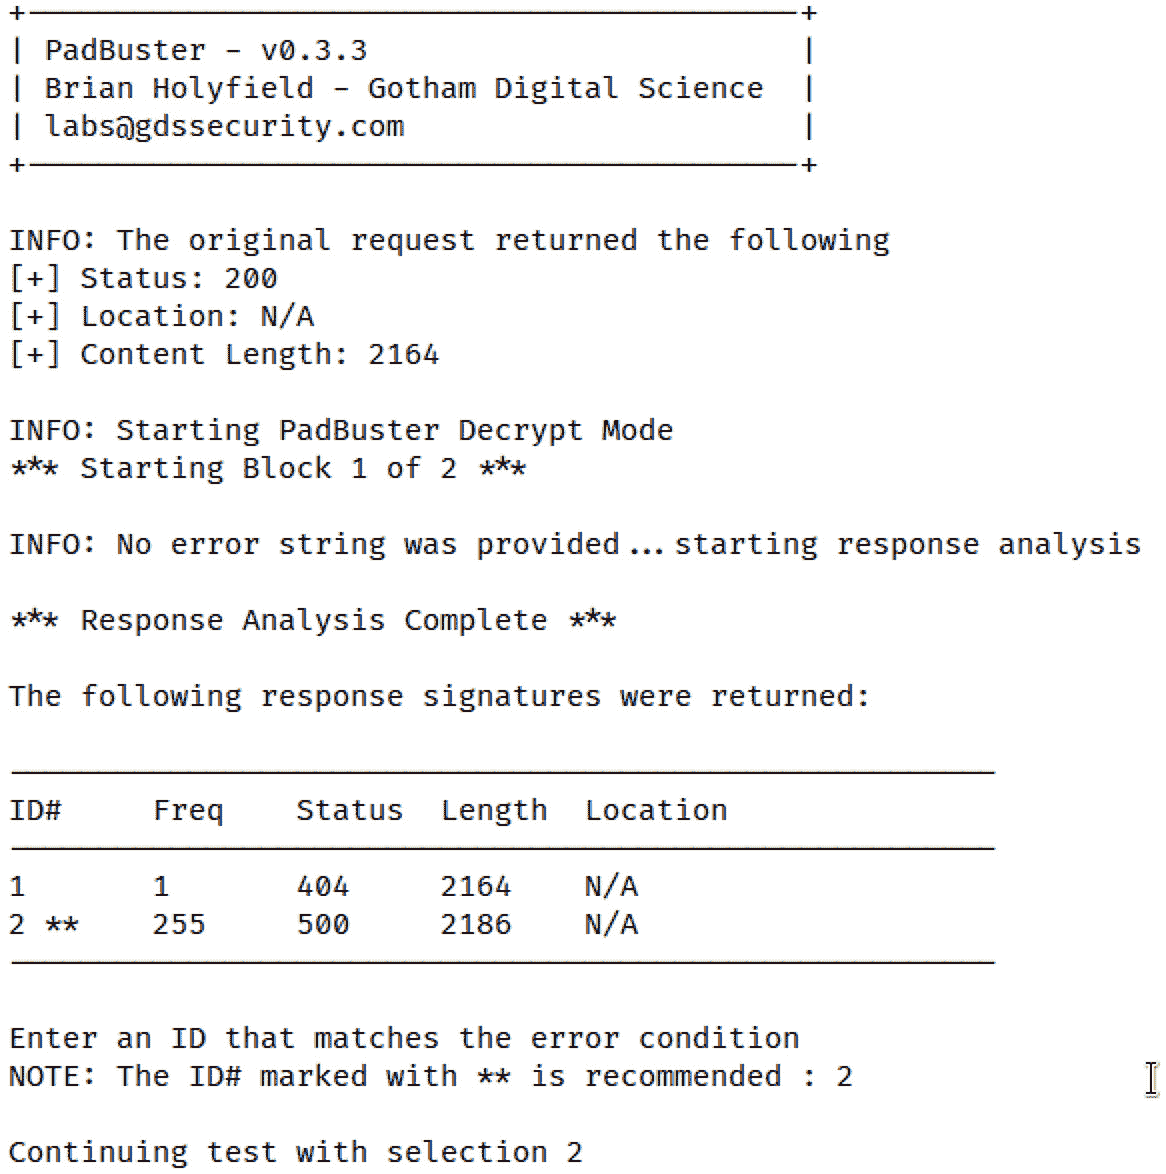 +------------------------------------------------+
| PadBuster - v0.3.3 |
| Brian Holyfield - Gotham Digital Science |
| labs@gdssecurity.com |
+------------------------------------------------+
INFO: The original request returned the following
[+] Status: 200
[+] Location: N/A
[+] Content Length: 2164
INFO: Starting PadBuster Decrypt Mode
*** Starting Block 1 of 2 ***
INFO: No error string was provided...starting response analysis
*** Response Analysis Complete ***
The following response signatures were returned:
-------------------------------------------------------
ID# Freq Status Length Location
-------------------------------------------------------
1 1 404 2164 N/A
2 ** 255 500 2186 N/A
-------------------------------------------------------
Enter an ID that matches the error condition
NOTE: The ID# marked with ** is recommended : 2
Continuing test with selection 2